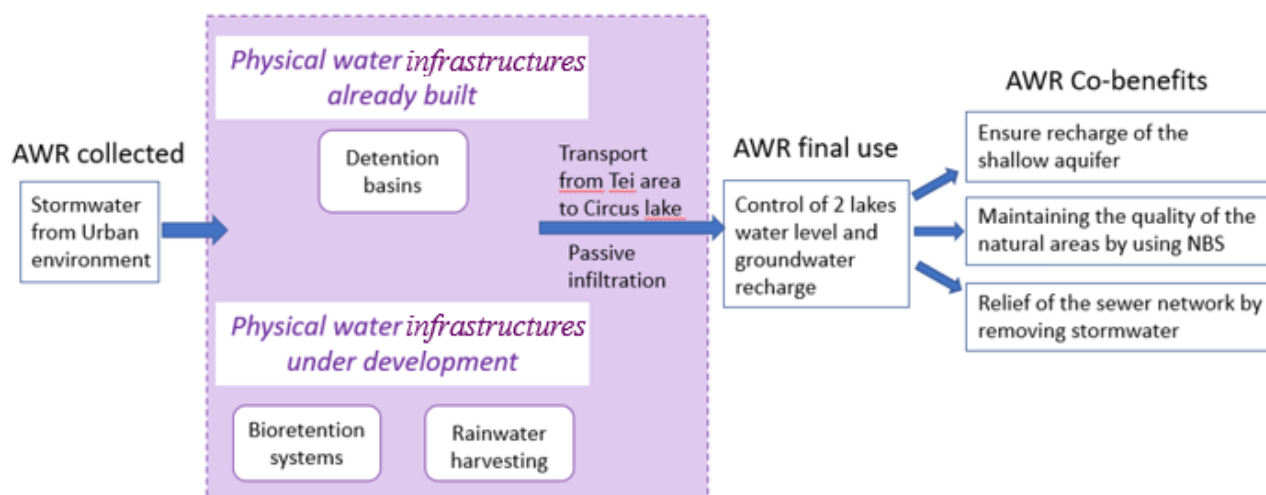 AWR collected
Stormwater
from Urban
environment
Physical water infrastructures
already built
Detention
basins
Transport
from Tei area
to Circus lake
Passive
infiltration
Physical water infrastructures
under development
Bioretention
systems
Rainwater
harvesting
AWR final use
Control of 2 lakes
water level and
groundwater
recharge
AWR Co-benefits
Ensure recharge of the
shallow aquifer
Maintaining the quality of the
natural areas by using NBS
Relief of the sewer network by
removing stormwater